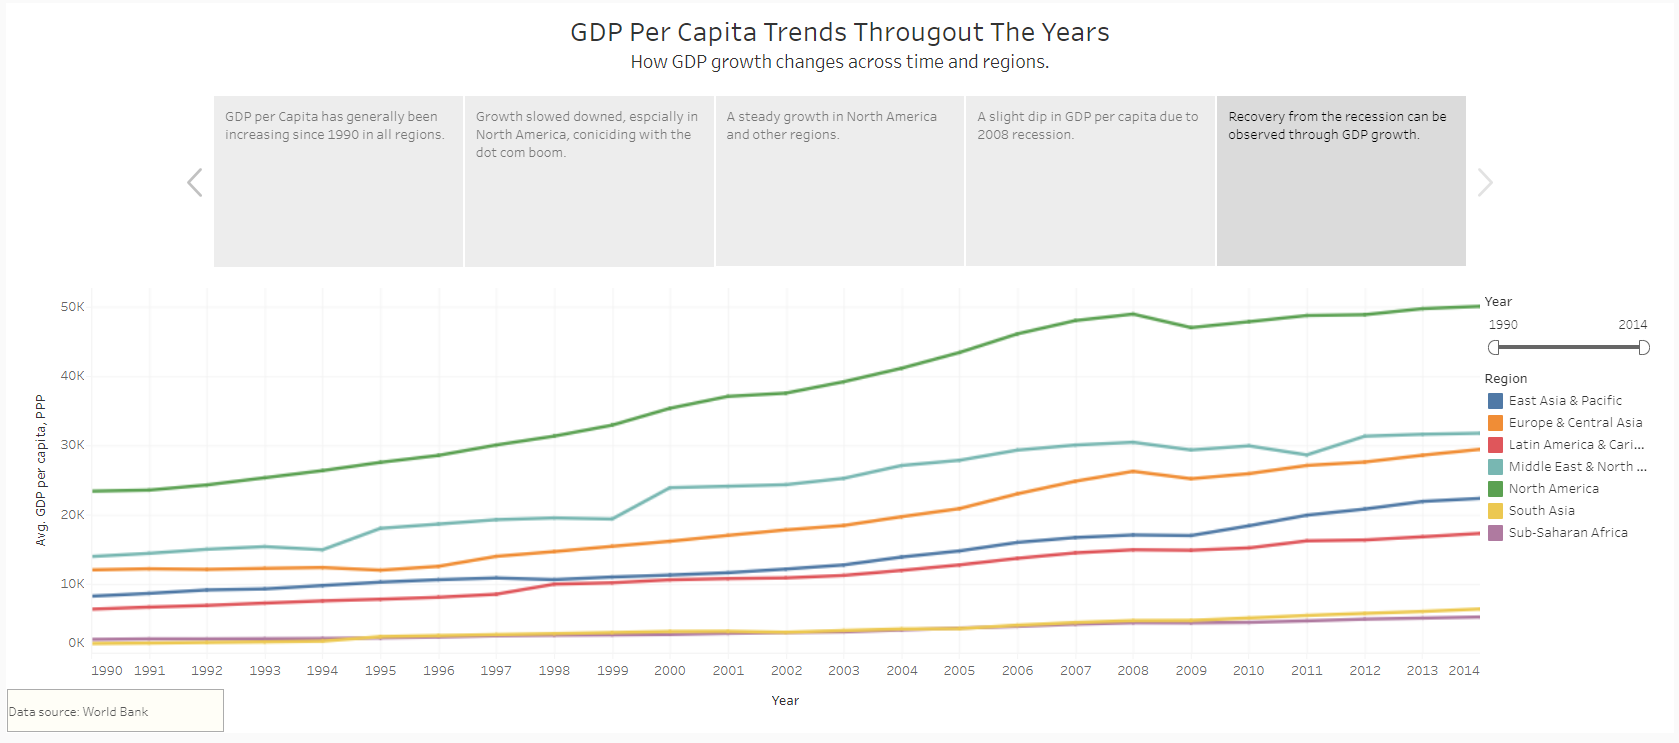 GDP Per Capita Trends Througout The Years
How GDP growth changes across time and regions.
GDP per Capita has generally been
increasing since 1990 in all regions.
Growth slowed downed, espcially in
North America, coniciding with the
dot com boom.
A steady growth in North America
and other regions.
A slight dip in GDP per capita due to
2008 recession.
Recovery from the recession can be
observed through GDP growth.
Avg. GDP per capita, PPP
50K
40K
30K
20K
10K
0K
1990 1991 1992 1993 1994 1995 1996 1997 1998 1999 2000 2001 2002 2003 2004 2005 2006 2007 2008 2009 2010 2011 2012 2013 2014
Year
Year
1990 2014
Region
East Asia & Pacific
Europe & Central Asia
Latin America & Cari...
Middle East & North ...
North America
South Asia
Sub-Saharan Africa
Data source: World Bank